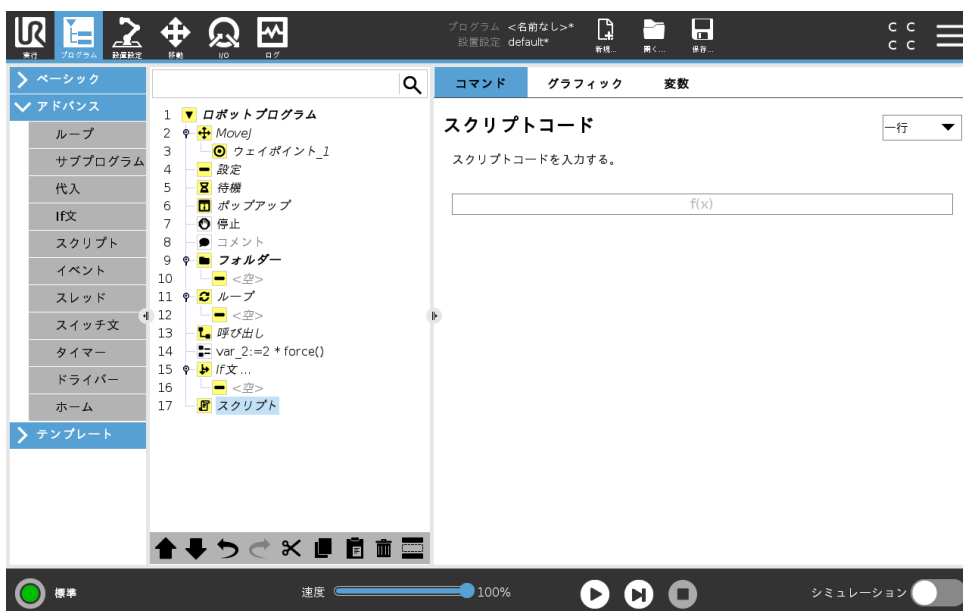 UR
実行
プログラム
設置設定
移動
I/O
ログ
プログラム <名前なし>*
設置設定 default*
新規...
開く...
保存...
C C
C C
ベーシック
アドバンス
ループ
サブプログラム
代入
If文
スクリプト
イベント
スレッド
スイッチ文
タイマー
ドライバー
ホーム
テンプレート
1 ロボットプログラム
2 MoveJ
3 ウェイポイント_1
4 設定
5 待機
6 ポップアップ
7 停止
8 コメント
9 フォルダー
10 <空>
11 ループ
12 <空>
13 呼び出し
14 var_2:=2 * force()
15 If文...
16 <空>
17 スクリプト
コマンド グラフィック 変数
スクリプトコード
一行
スクリプトコードを入力する。
f(x)
標準
速度 100%
シミュレーション